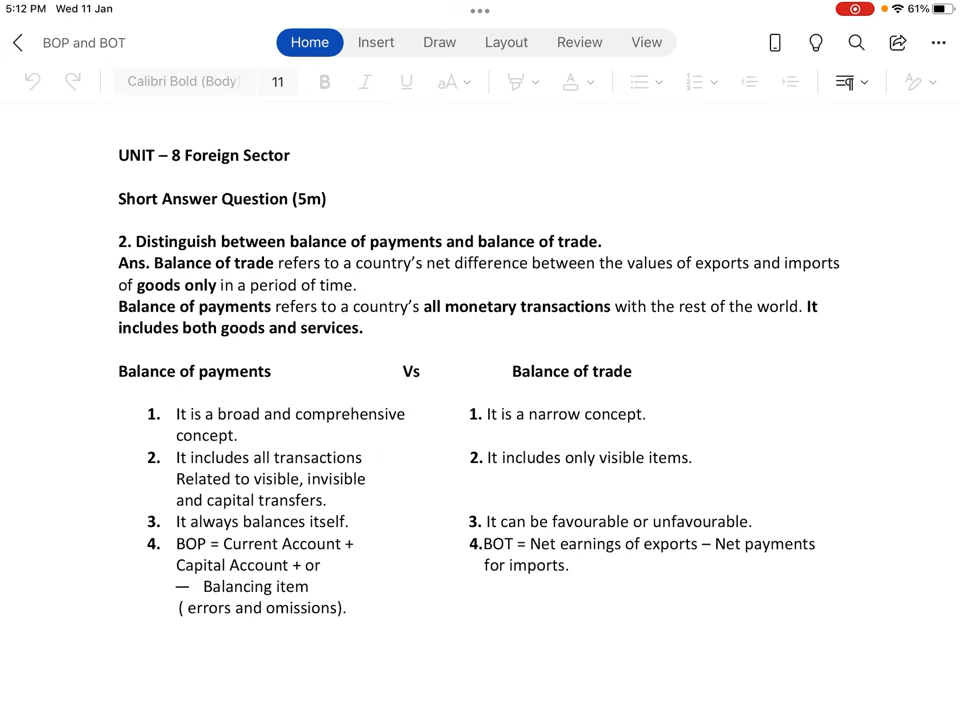 5:12 PM Wed 11 Jan
61%
BOP and BOT
Home Insert Draw Layout Review View
Calibri Bold (Body) 11 B I U aA A
UNIT – 8 Foreign Sector
Short Answer Question (5m)
2. Distinguish between balance of payments and balance of trade.
Ans. Balance of trade refers to a country’s net difference between the values of exports and imports
of goods only in a period of time.
Balance of payments refers to a country’s all monetary transactions with the rest of the world. It
includes both goods and services.
Balance of payments Vs Balance of trade
1. It is a broad and comprehensive
concept.
1. It is a narrow concept.
2. It includes all transactions
Related to visible, invisible
and capital transfers.
2. It includes only visible items.
3. It always balances itself.
3. It can be favourable or unfavourable.
4. BOP = Current Account +
Capital Account + or
— Balancing item
( errors and omissions).
4.BOT = Net earnings of exports – Net payments
for imports.